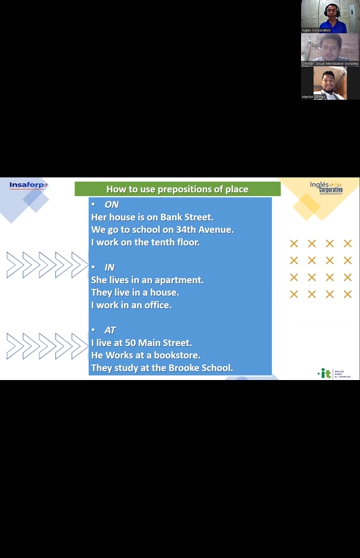 Inglés Corporativo
Insaforp
Inglés
Corporativo
How to use prepositions of place
• ON
Her house is on Bank Street.
We go to school on 34th Avenue.
I work on the tenth floor.
• IN
She lives in an apartment.
They live in a house.
I work in an office.
• AT
I live at 50 Main Street.
He Works at a bookstore.
They study at the Brooke School.
it